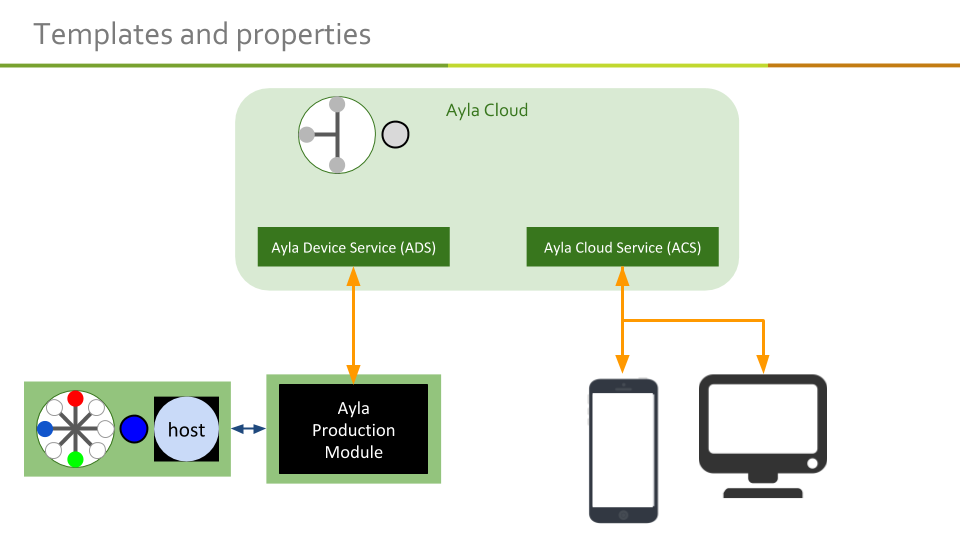 Templates and properties
Ayla Cloud
Ayla Device Service (ADS)
Ayla Cloud Service (ACS)
host
Ayla
Production
Module